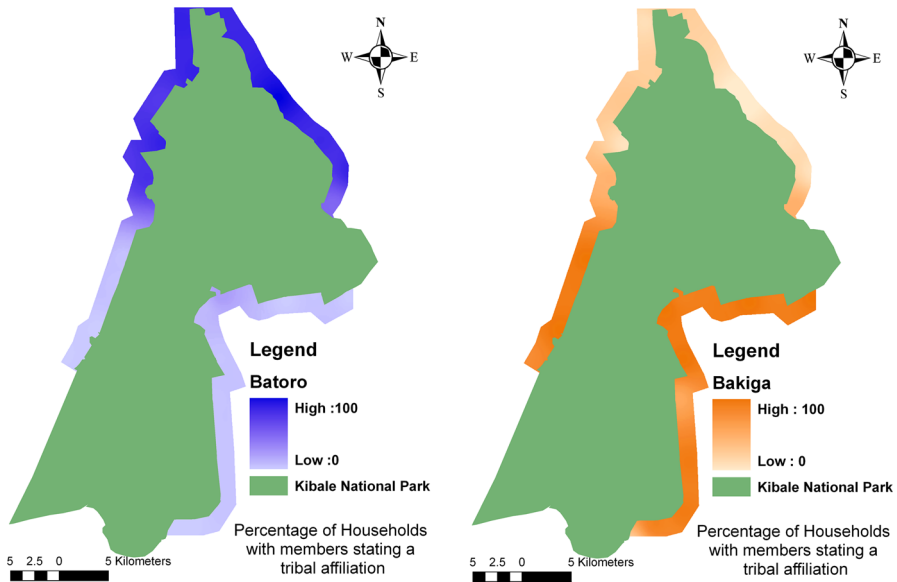 N
W E
S
Legend
Batoro
High :100
Low :0
Kibale National Park
Percentage of Households
with members stating a
tribal affiliation
5 2.5 0 5 Kilometers
N
W E
S
Legend
Bakiga
High : 100
Low : 0
Kibale National Park
Percentage of Households
with members stating a
tribal affiliation
5 2.5 0 5 Kilometers